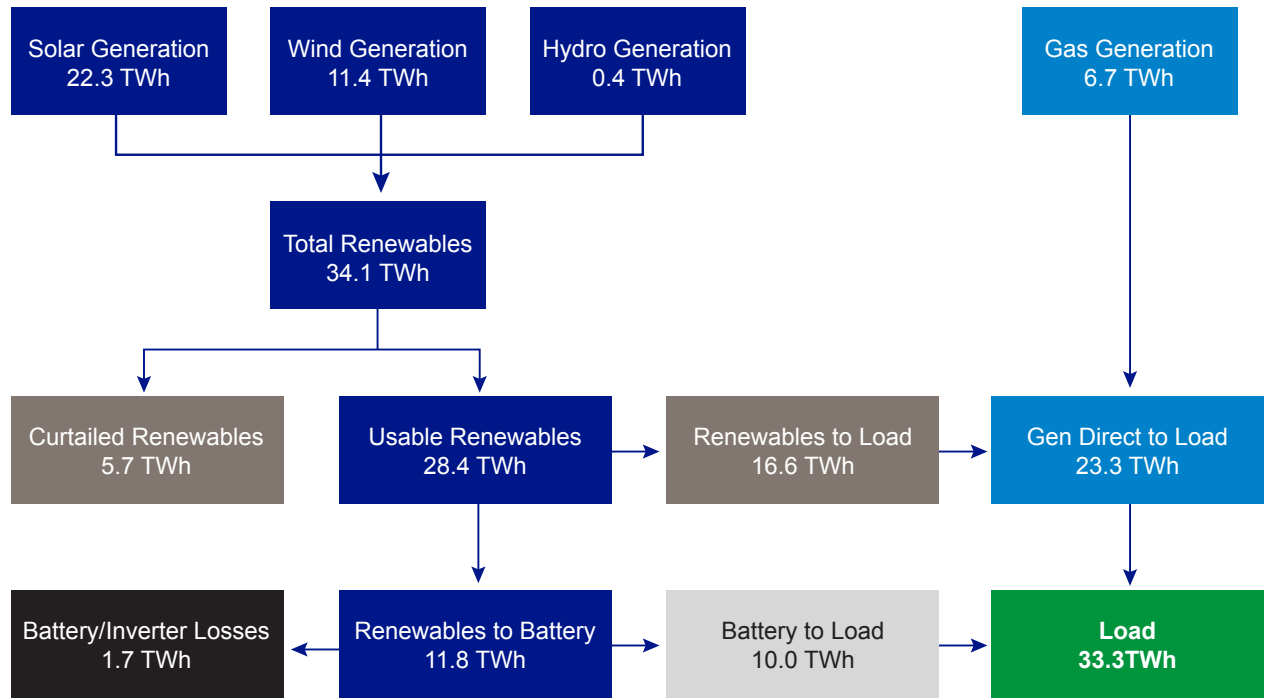 Solar Generation
22.3 TWh
Wind Generation
11.4 TWh
Hydro Generation
0.4 TWh
Gas Generation
6.7 TWh
Total Renewables
34.1 TWh
Curtailed Renewables
5.7 TWh
Usable Renewables
28.4 TWh
Renewables to Load
16.6 TWh
Gen Direct to Load
23.3 TWh
Battery/Inverter Losses
1.7 TWh
Renewables to Battery
11.8 TWh
Battery to Load
10.0 TWh
Load
33.3TWh